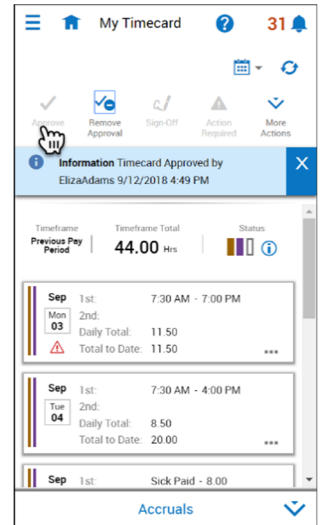 My Timecard
?
31
Approve
Remove
Approval
Sign-Off
Action
Required
More
Actions
Information Timecard Approved by
ElizaAdams 9/12/2018 4:49 PM
X
Timeframe
Previous Pay
Period
Timeframe Total
44.00 Hrs
Status
Sep
Mon
03
1st: 7:30 AM - 7:00 PM
2nd:
Daily Total: 11.50
Total to Date: 11.50
Sep
Tue
04
1st: 7:30 AM - 4:00 PM
2nd:
Daily Total: 8.50
Total to Date: 20.00
Sep 1st: Sick Paid - 8.00
Accruals